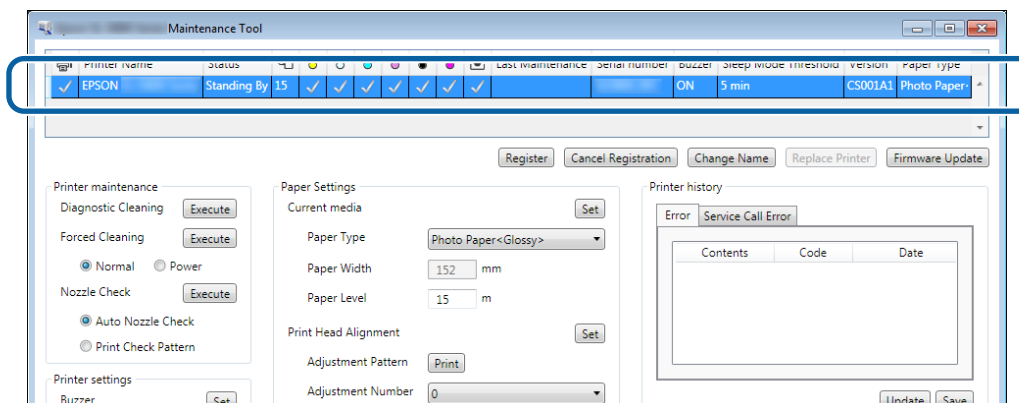 Maintenance Tool
Printer Name Status Last Maintenance Serial number Buzzer Sleep Mode Threshold Version Paper Type
EPSON Standing By 15 ON 5 min CS001A1 Photo Paper
Register Cancel Registration Change Name Replace Printer Firmware Update
Printer maintenance
Diagnostic Cleaning Execute
Forced Cleaning Execute
Normal Power
Nozzle Check Execute
Auto Nozzle Check
Print Check Pattern
Printer settings
Buzzer Set
Paper Settings
Current media Set
Paper Type Photo Paper<Glossy>
Paper Width 152 mm
Paper Level 15 m
Print Head Alignment Set
Adjustment Pattern Print
Adjustment Number 0
Printer history
Error Service Call Error
Contents Code Date
Update Save